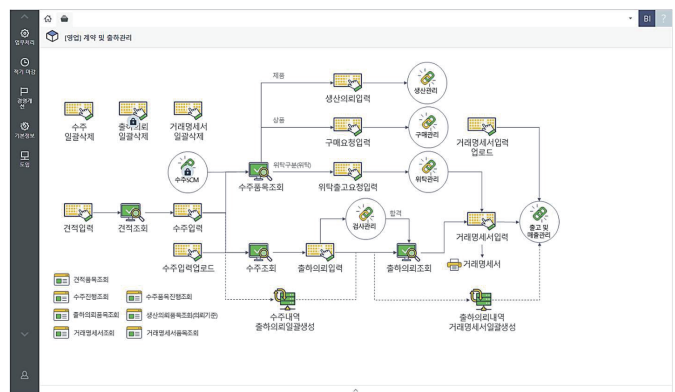 BI
?
[영업] 계약 및 출하관리
업무처리
적기 마감
경영개
선
기본정보
도입
수주
일괄삭제
출하의뢰
일괄삭제
거래명세서
일괄삭제
제품
생산의뢰입력
생산관리
상품
구매요청입력
구매관리
거래명세서입력
업로드
수주SCM
수주품목조회
위탁구분(위탁)
위탁출고요청입력
위탁관리
견적입력
견적조회
수주입력
검사관리
합격
거래명세서입력
출고 및
매출관리
수주입력업로드
수주조회
출하의뢰입력
출하의뢰조회
거래명세서
견적품목조회
수주진행조회
수주품목진행조회
출하의뢰품목조회
생산의뢰품목조회(의뢰기준)
거래명세서조회
거래명세서품목조회
수주내역
출하의뢰일괄생성
출하의뢰내역
거래명세서일괄생성